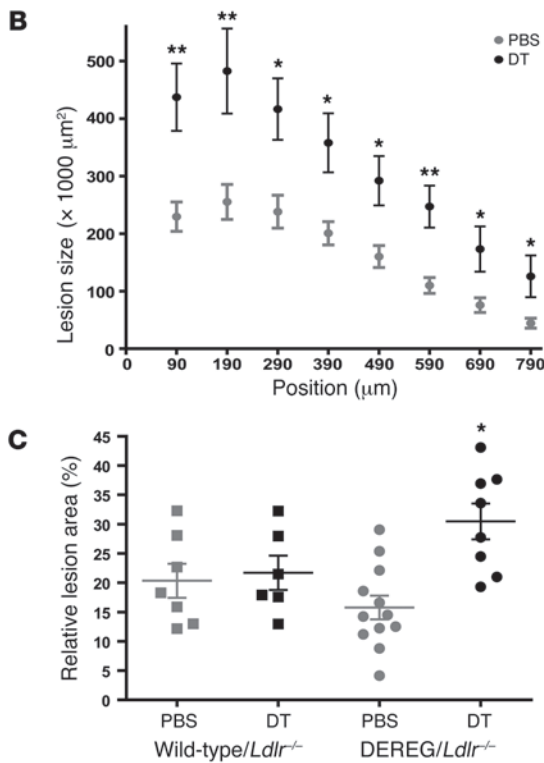 B
** ** * * * ** * *
PBS
DT
Lesion size (× 1000 μm²)
500
400
300
200
100
0
0 90 190 290 390 490 590 690 790
Position (μm)
C
*
Relative lesion area (%)
45
40
35
30
25
20
15
10
5
0
PBS DT PBS DT
Wild-type/Ldlr⁻/⁻ DEREG/Ldlr⁻/⁻